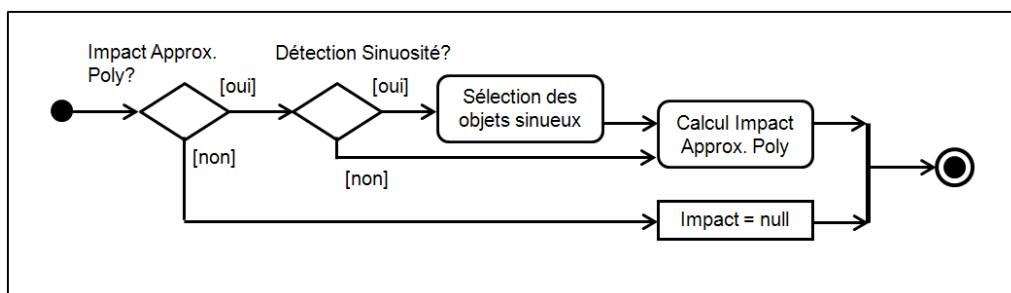 Impact Approx.
Poly?
Détection Sinuosité?
[oui]
[oui]
Sélection des
objets sinueux
Calcul Impact
Approx. Poly
[non]
[non]
Impact = null